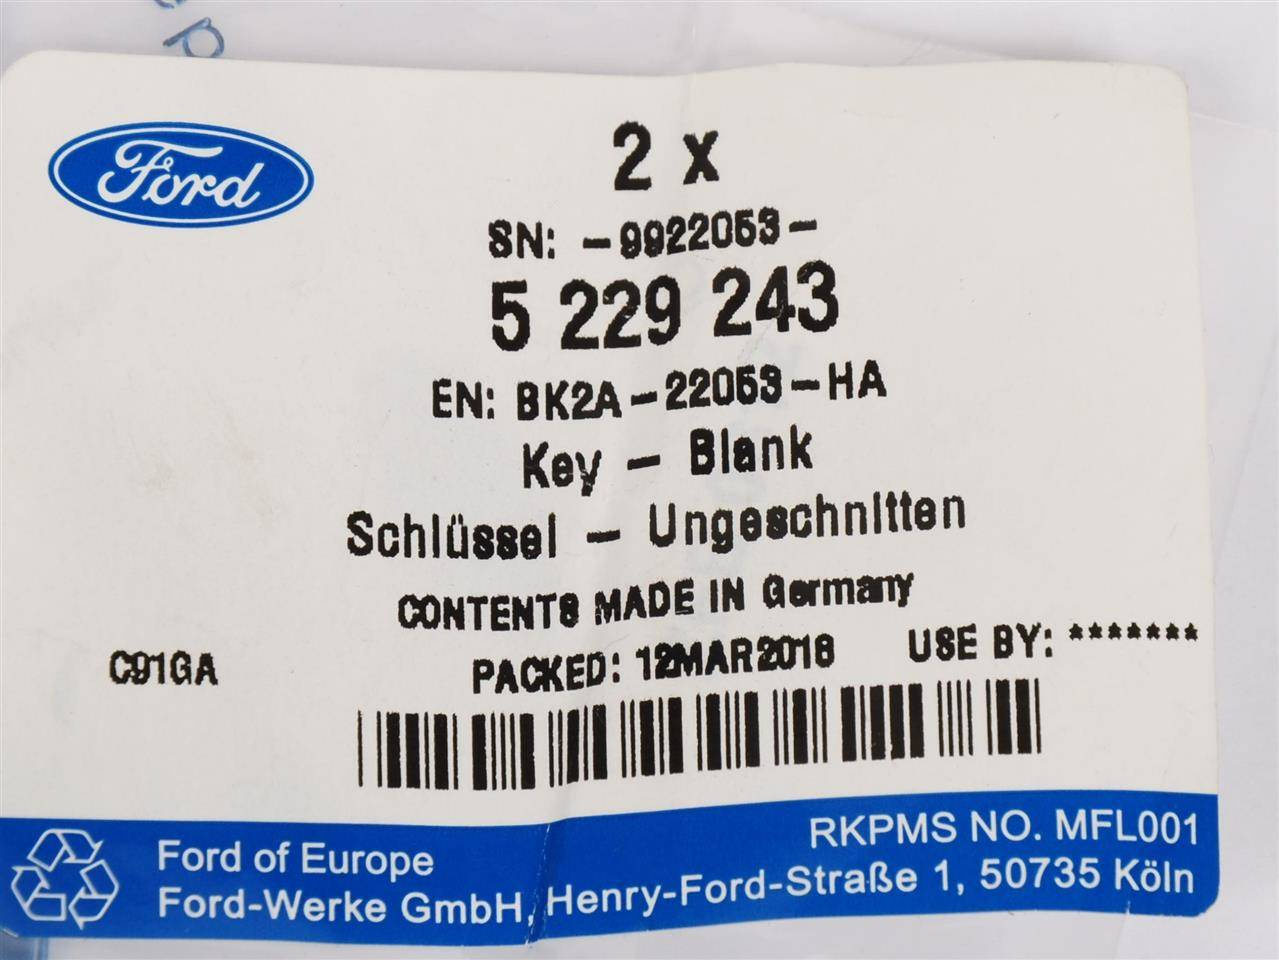 Ford
2 x
SN: -9922053-
5 229 243
EN: BK2A-22053-HA
Key - Blank
Schlüssel - Ungeschnitten
CONTENTS MADE IN Germany
C91GA
PACKED: 12MAR2018
USE BY: *******
RKPMS NO. MFL001
Ford of Europe
Ford-Werke GmbH, Henry-Ford-Straße 1, 50735 Köln